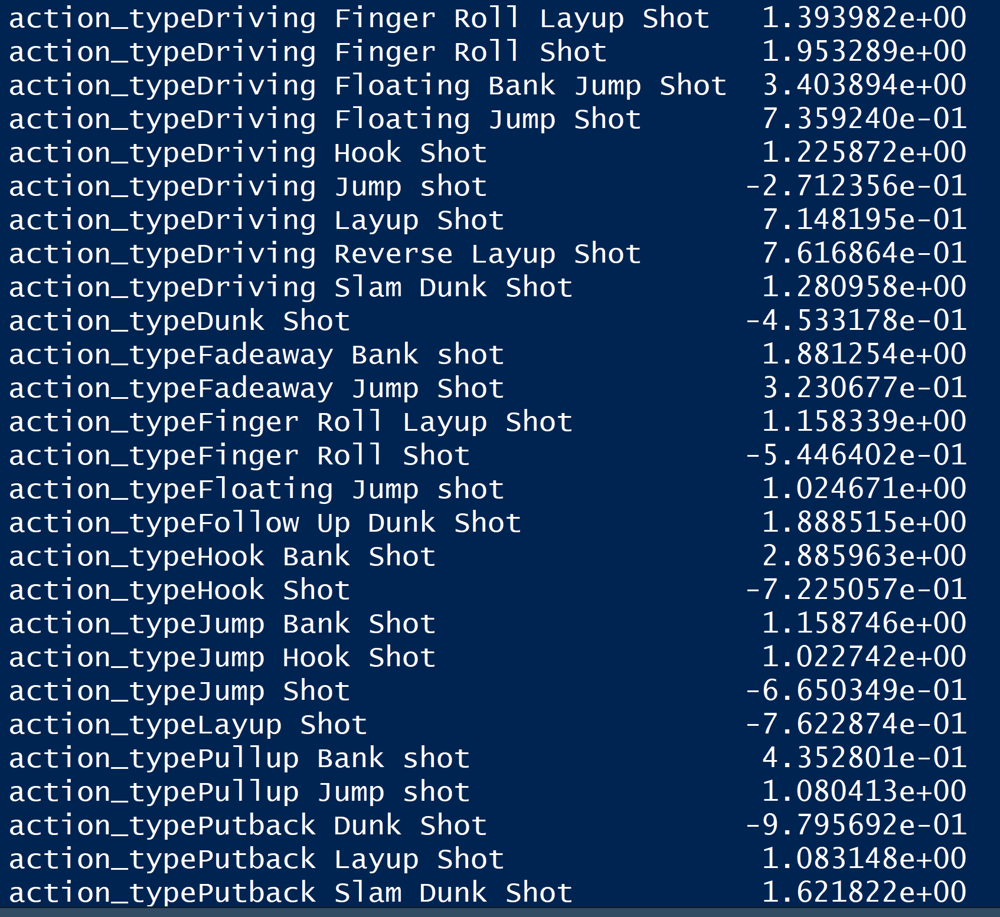 action_typeDriving Finger Roll Layup Shot 1.393982e+00
action_typeDriving Finger Roll Shot 1.953289e+00
action_typeDriving Floating Bank Jump Shot 3.403894e+00
action_typeDriving Floating Jump Shot 7.359240e-01
action_typeDriving Hook Shot 1.225872e+00
action_typeDriving Jump shot -2.712356e-01
action_typeDriving Layup Shot 7.148195e-01
action_typeDriving Reverse Layup Shot 7.616864e-01
action_typeDriving Slam Dunk Shot 1.280958e+00
action_typeDunk Shot -4.533178e-01
action_typeFadeaway Bank shot 1.881254e+00
action_typeFadeaway Jump Shot 3.230677e-01
action_typeFinger Roll Layup Shot 1.158339e+00
action_typeFinger Roll Shot -5.446402e-01
action_typeFloating Jump shot 1.024671e+00
action_typeFollow Up Dunk Shot 1.888515e+00
action_typeHook Bank Shot 2.885963e+00
action_typeHook Shot -7.225057e-01
action_typeJump Bank Shot 1.158746e+00
action_typeJump Hook Shot 1.022742e+00
action_typeJump Shot -6.650349e-01
action_typeLayup Shot -7.622874e-01
action_typePullup Bank shot 4.352801e-01
action_typePullup Jump shot 1.080413e+00
action_typePutback Dunk Shot -9.795692e-01
action_typePutback Layup Shot 1.083148e+00
action_typePutback Slam Dunk Shot 1.621822e+00